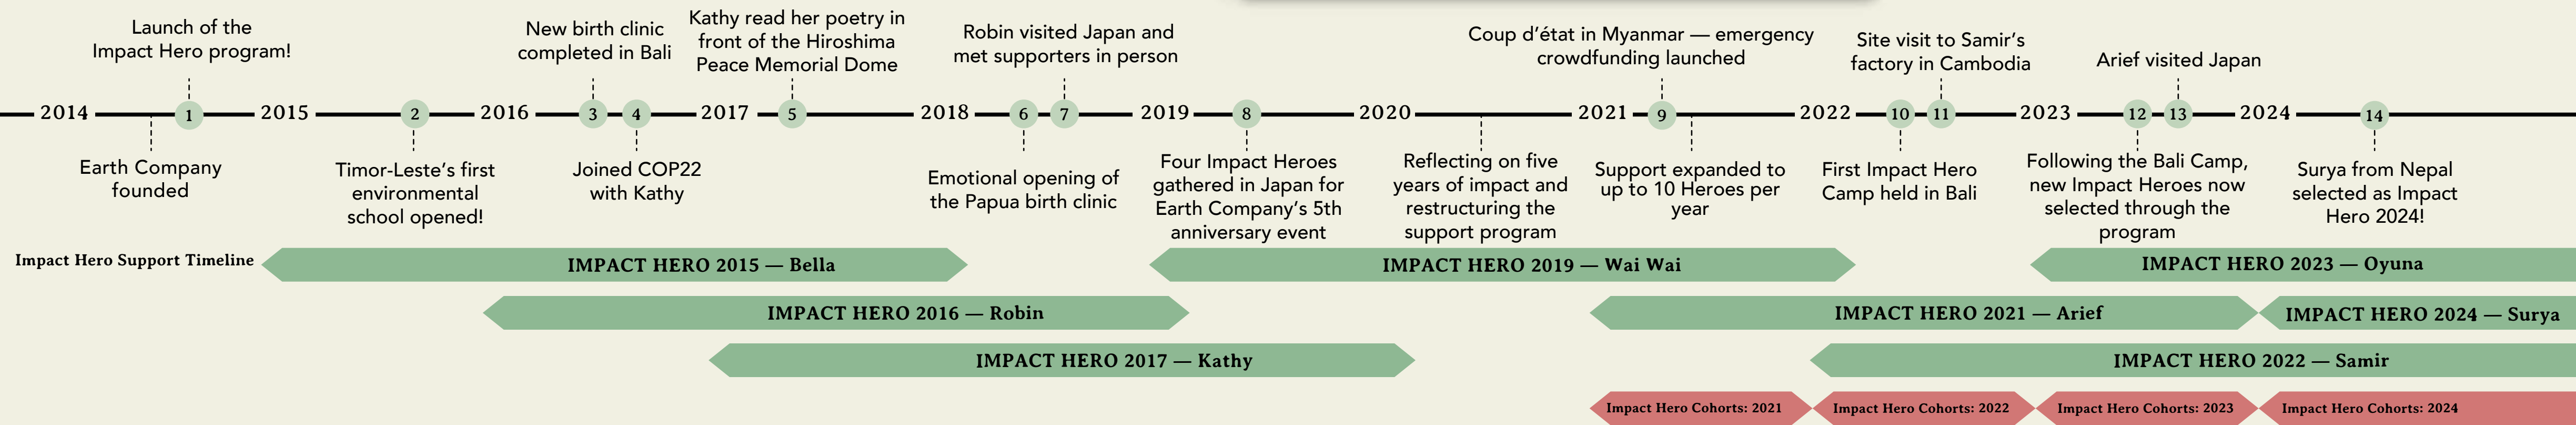 Launch of the
Impact Hero program!
New birth clinic
completed in Bali
Kathy read her poetry in
front of the Hiroshima
Peace Memorial Dome
Robin visited Japan and
met supporters in person
Coup d’état in Myanmar — emergency
crowdfunding launched
Site visit to Samir’s
factory in Cambodia
Arief visited Japan
2014 1 2015 2 2016 3 4 2017 5 2018 6 7 2019 8 2020 2021 9 2022 10 11 2023 12 13 2024 14
Earth Company
founded
Timor-Leste’s first
environmental
school opened!
Joined COP22
with Kathy
Emotional opening of
the Papua birth clinic
Four Impact Heroes
gathered in Japan for
Earth Company’s 5th
anniversary event
Reflecting on five
years of impact and
restructuring the
support program
Support expanded to
up to 10 Heroes per
year
First Impact Hero
Camp held in Bali
Following the Bali Camp,
new Impact Heroes now
selected through the
program
Surya from Nepal
selected as Impact
Hero 2024!
Impact Hero Support Timeline
IMPACT HERO 2015 — Bella
IMPACT HERO 2019 — Wai Wai
IMPACT HERO 2023 — Oyuna
IMPACT HERO 2016 — Robin
IMPACT HERO 2021 — Arief
IMPACT HERO 2024 — Surya
IMPACT HERO 2017 — Kathy
IMPACT HERO 2022 — Samir
Impact Hero Cohorts: 2021
Impact Hero Cohorts: 2022
Impact Hero Cohorts: 2023
Impact Hero Cohorts: 2024